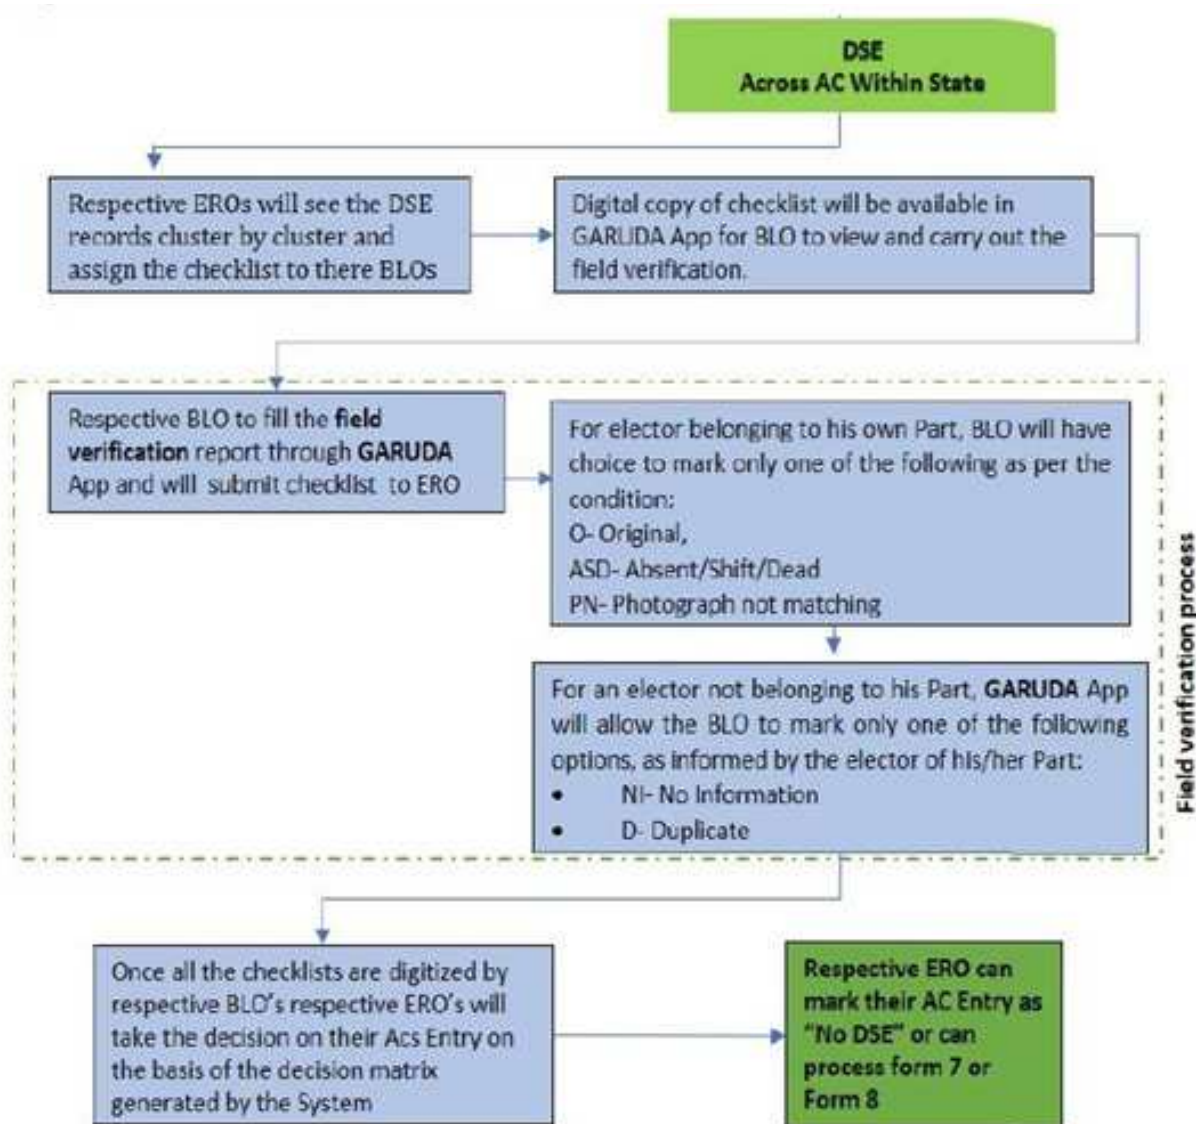 DSE
Across AC Within State
Respective EROs will see the DSE
records cluster by cluster and
assign the checklist to there BLOs
Digital copy of checklist will be available in
GARUDA App for BLO to view and carry out the
field verification.
Respective BLO to fill the field
verification report through GARUDA
App and will submit checklist to ERO
For elector belonging to his own Part, BLO will have
choice to mark only one of the following as per the
condition:
O- Original,
ASD- Absent/Shift/Dead
PN- Photograph not matching
For an elector not belonging to his Part, GARUDA App
will allow the BLO to mark only one of the following
options, as informed by the elector of his/her Part:
• NI- No Information
• D- Duplicate
Field verification process
Once all the checklists are digitized by
respective BLO's respective ERO's will
take the decision on their Acs Entry on
the basis of the decision matrix
generated by the System
Respective ERO can
mark their AC Entry as
"No DSE" or can
process form 7 or
Form 8